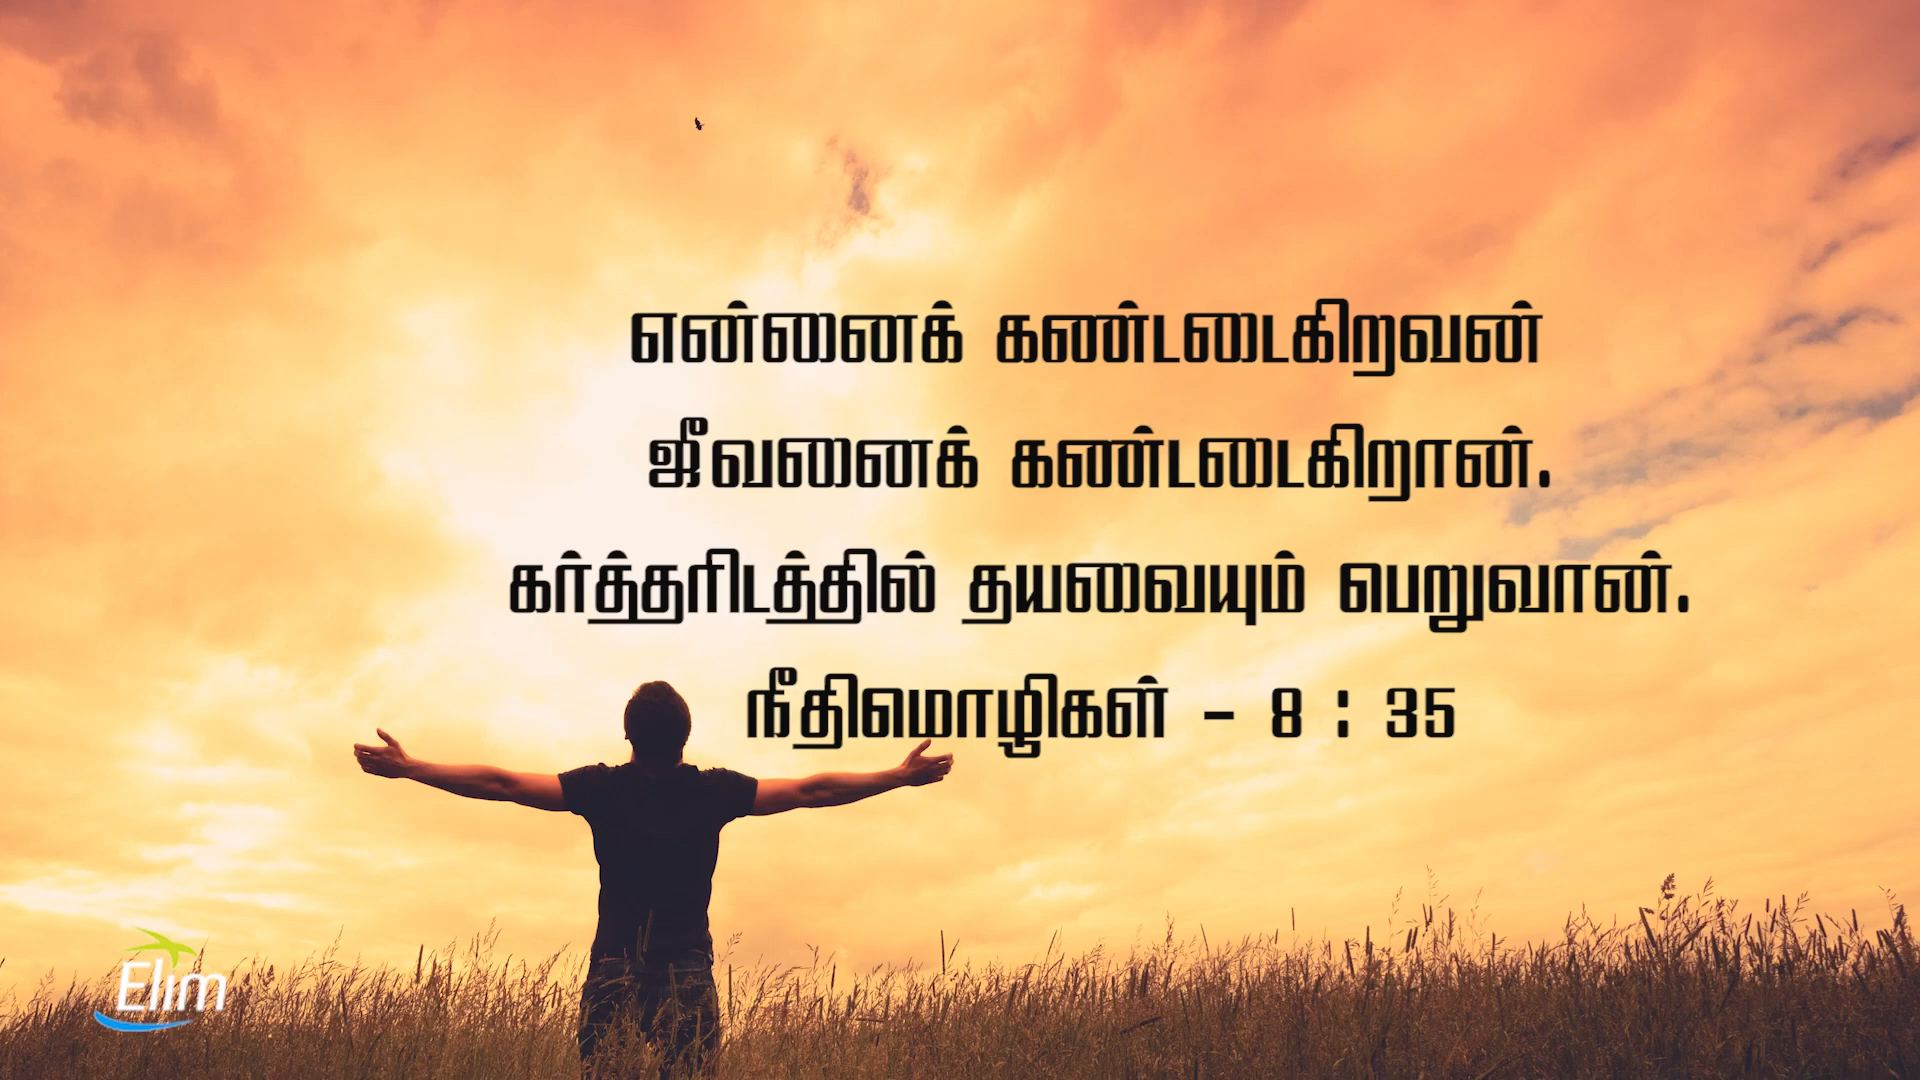 என்னைக் கண்டடைகிறவன்
ஜீவனைக் கண்டடைகிறான்.
கர்த்தரிடத்தில் தயவையும் பெறுவான்.
நீதிமொழிகள் - 8 : 35
Elim